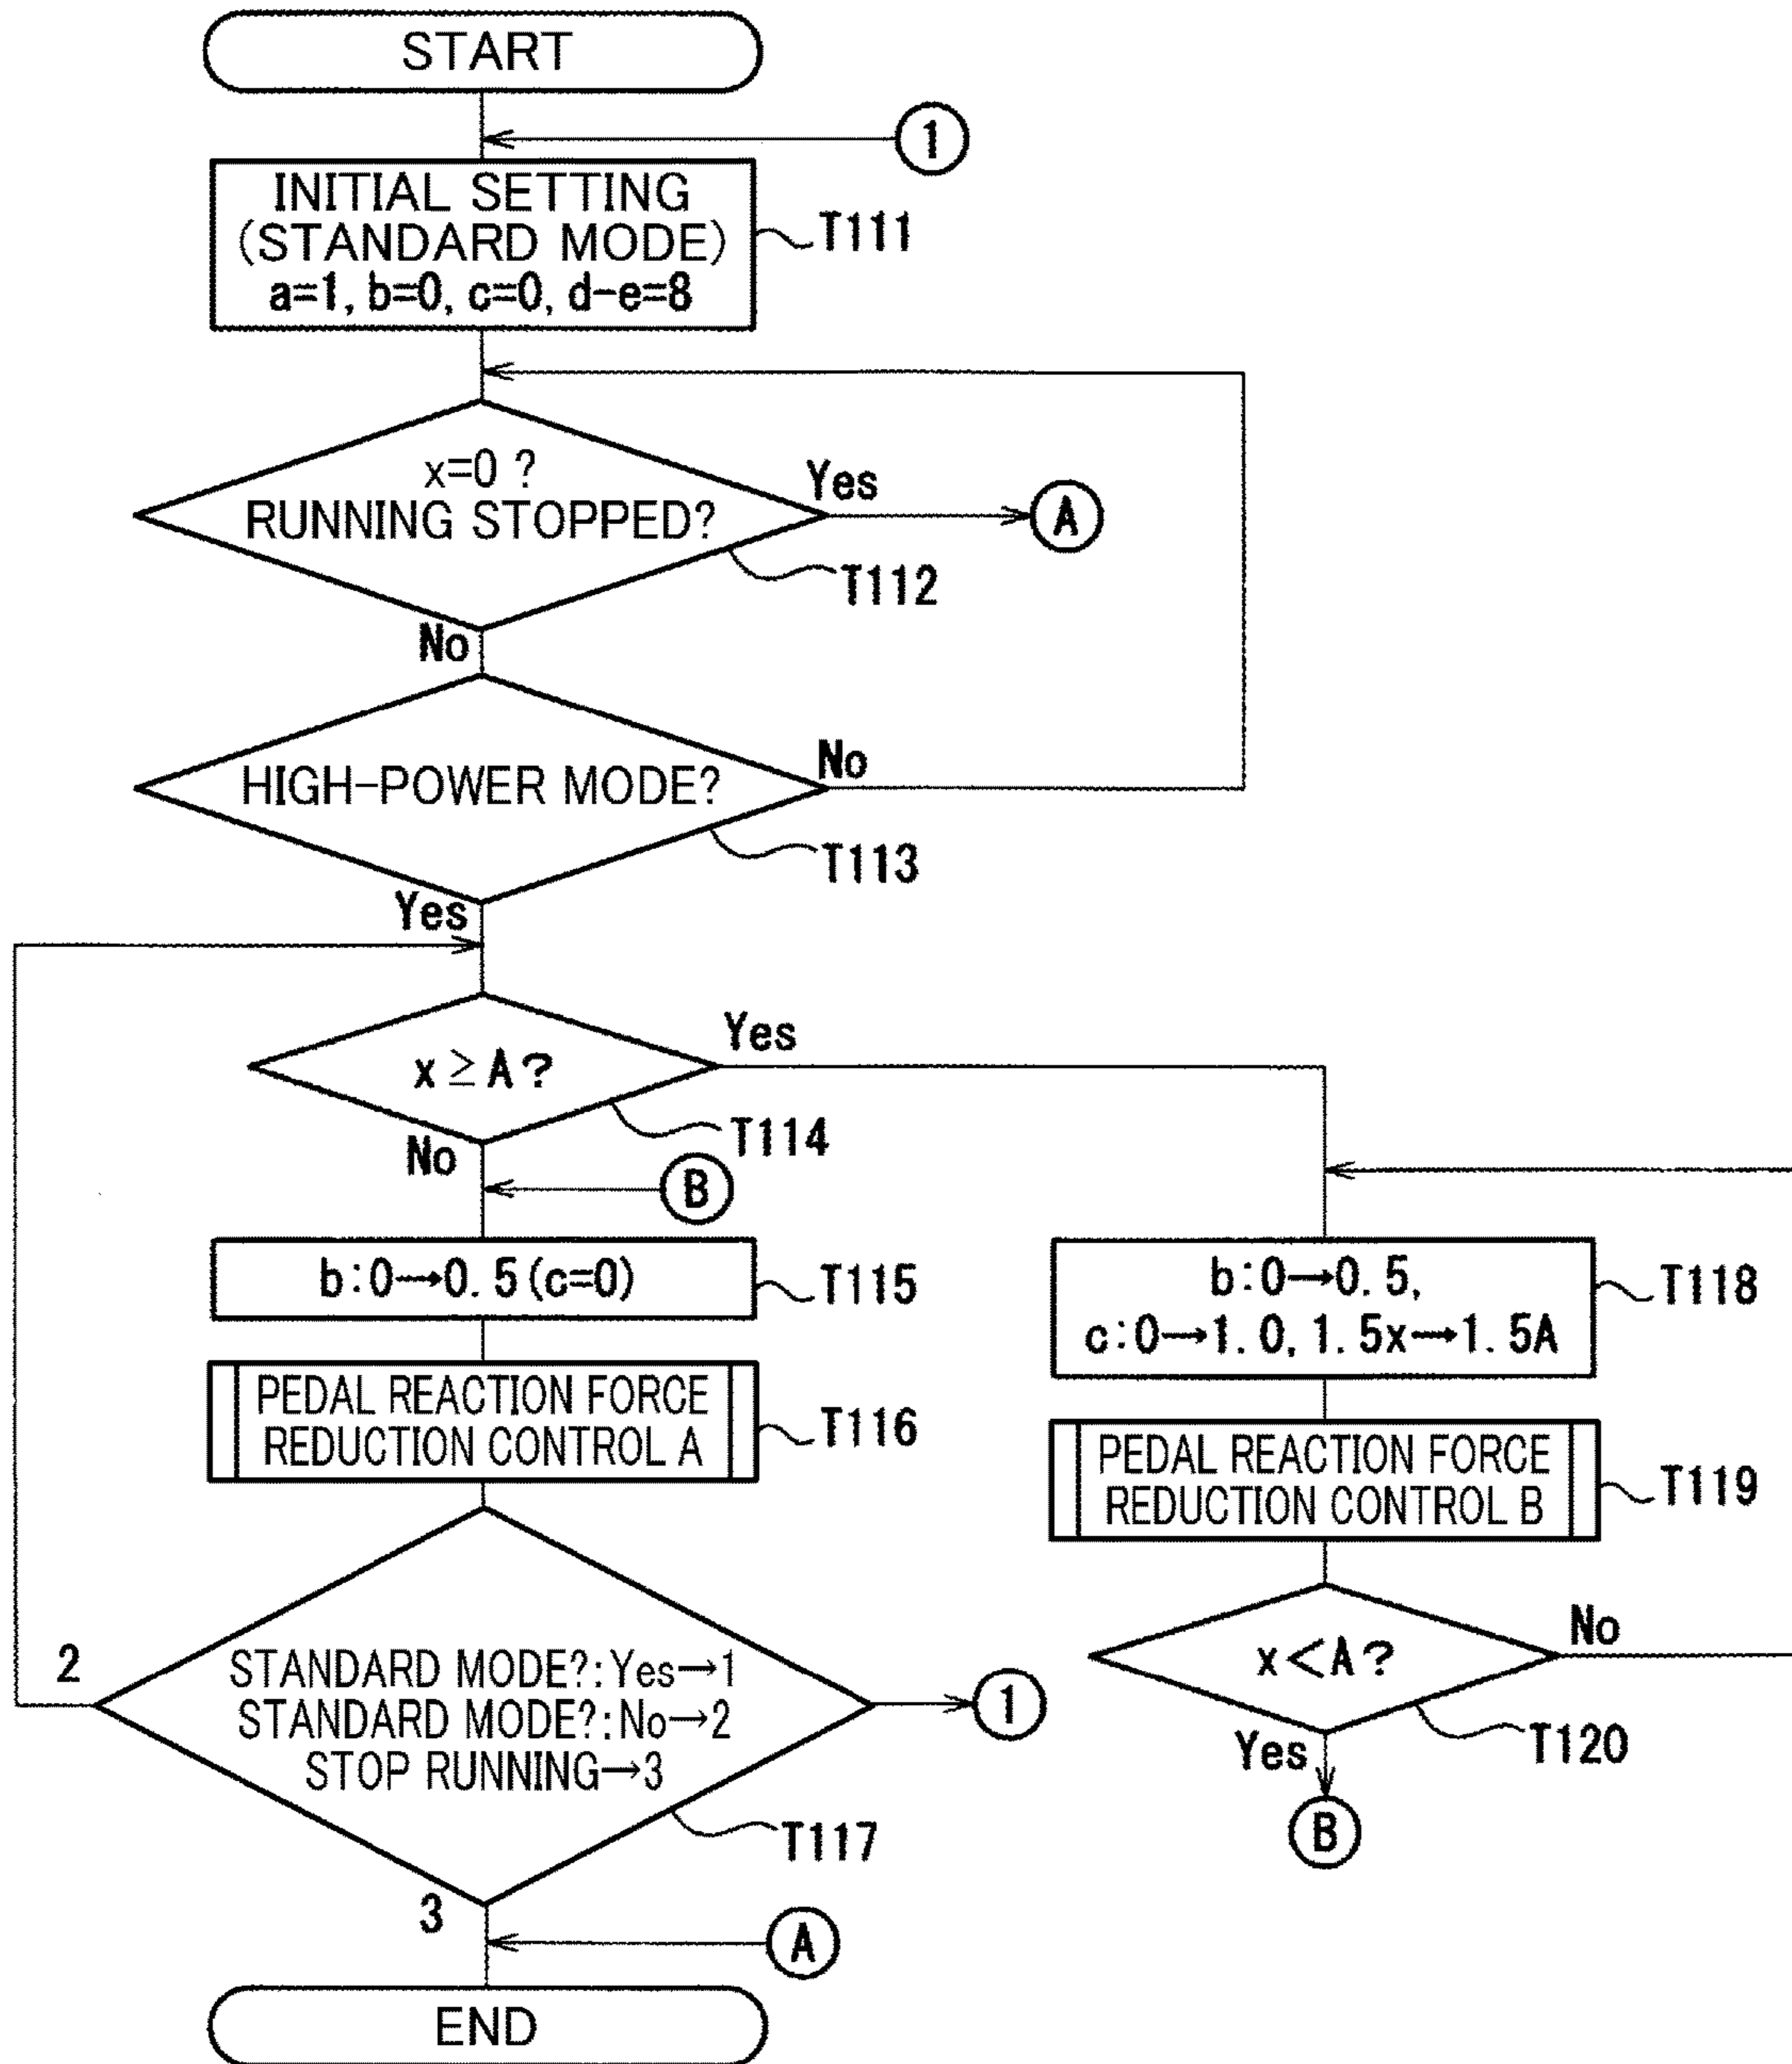 START
1
INITIAL SETTING
(STANDARD MODE)
a=1, b=0, c=0, d-e=8
T111
x=0 ?
RUNNING STOPPED?
Yes
A
T112
No
HIGH-POWER MODE?
No
T113
Yes
x ≧ A ?
Yes
T114
No
B
b:0→0.5(c=0)
T115
PEDAL REACTION FORCE
REDUCTION CONTROL A
T116
STANDARD MODE?:Yes→1
STANDARD MODE?:No→2
STOP RUNNING→3
2
1
T117
3
A
END
b:0→0.5,
c:0→1.0, 1.5x→1.5A
T118
PEDAL REACTION FORCE
REDUCTION CONTROL B
T119
x<A ?
No
T120
Yes
B